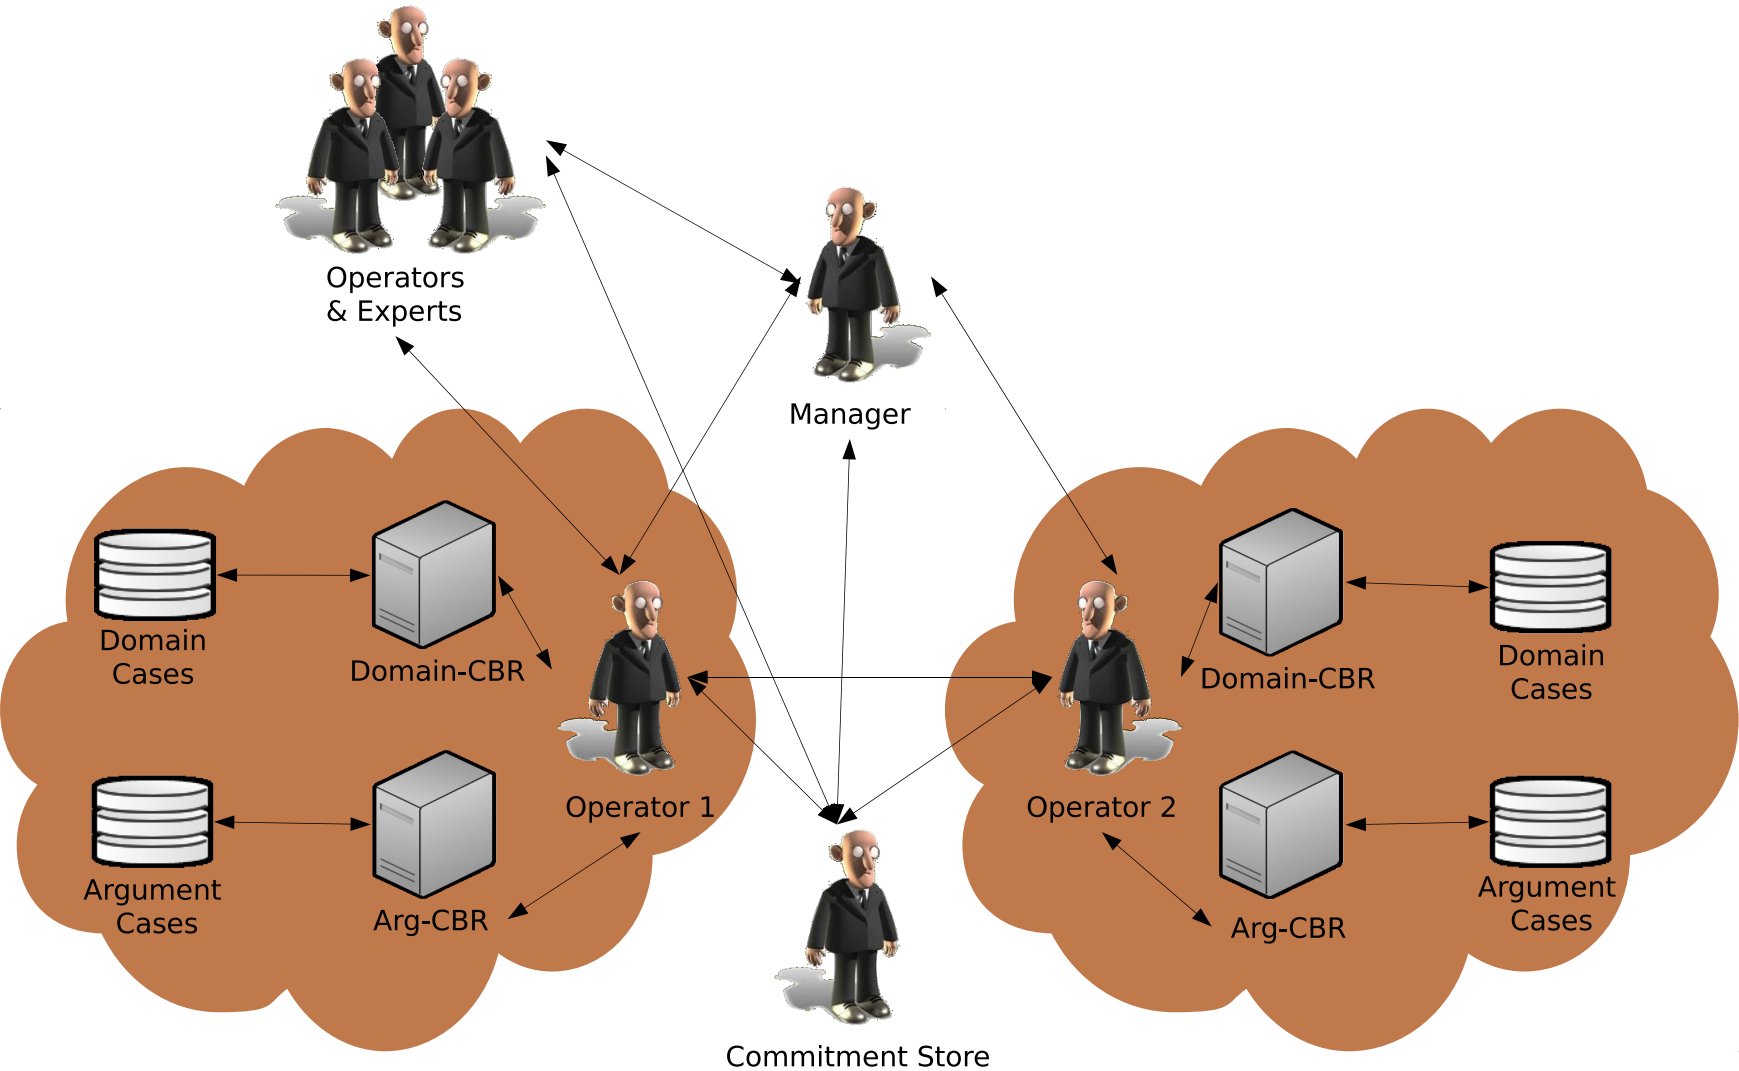 Operators
& Experts
Manager
Domain
Cases
Domain-CBR
Domain-CBR
Domain
Cases
Operator 1
Operator 2
Argument
Cases
Arg-CBR
Arg-CBR
Argument
Cases
Commitment Store